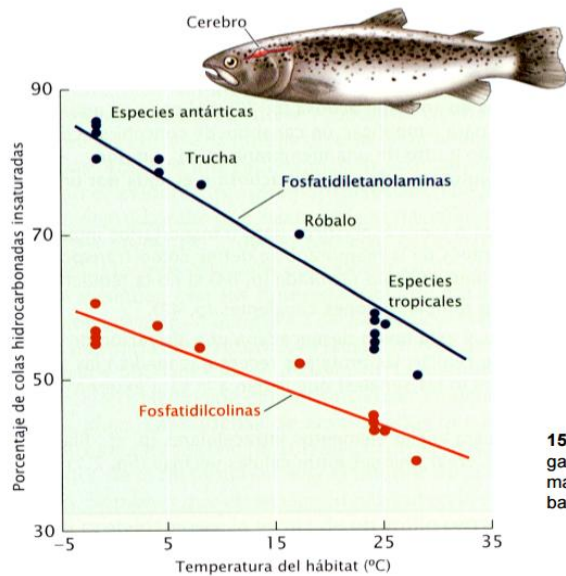 Cerebro
90
Especies antárticas
Trucha
Fosfatidiletanolaminas
70
Róbalo
Especies
tropicales
50
Fosfatidilcolinas
30
-5
5
15
25
35
Porcentaje de colas hidrocarbonadas insaturadas
Temperatura del hábitat (ºC)
15
ga
ma
ba